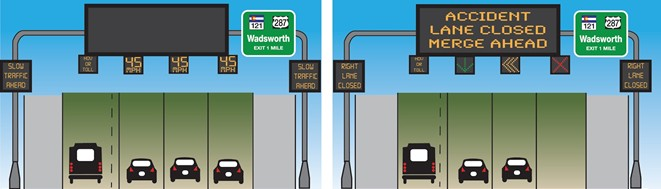 121
287
Wadsworth
EXIT 1 MILE
SLOW
TRAFFIC
AHEAD
HOV
OR
TOLL
45
MPH
45
MPH
45
MPH
SLOW
TRAFFIC
AHEAD
ACCIDENT
LANE CLOSED
MERGE AHEAD
121
287
Wadsworth
EXIT 1 MILE
RIGHT
LANE
CLOSED
HOV
OR
TOLL
RIGHT
LANE
CLOSED